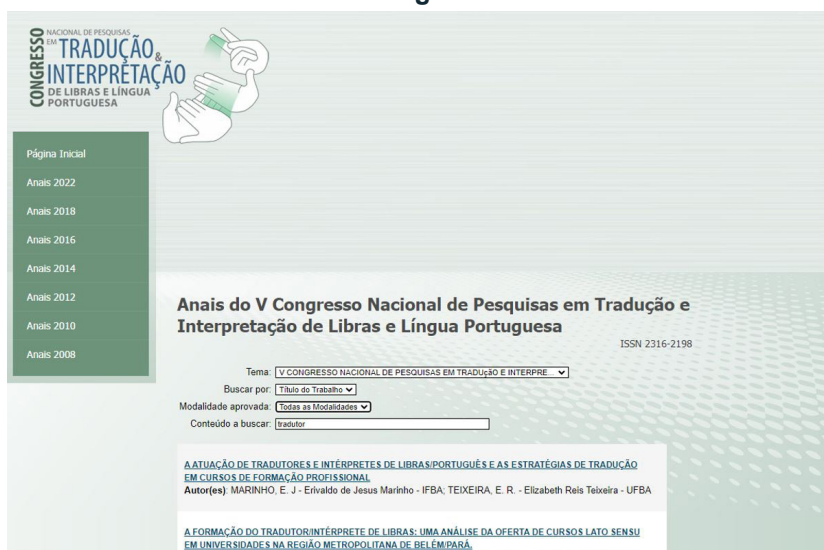 CONGRESSO
NACIONAL DE PESQUISAS
EM TRADUÇÃO &
INTERPRETAÇÃO
DE LIBRAS E LÍNGUA
PORTUGUESA
Página Inicial
Anais 2022
Anais 2018
Anais 2016
Anais 2014
Anais 2012
Anais 2010
Anais 2008
Anais do V Congresso Nacional de Pesquisas em Tradução e
Interpretação de Libras e Língua Portuguesa
ISSN 2316-2198
Tema: V CONGRESSO NACIONAL DE PESQUISAS EM TRADUçãO E INTERPRE...
Buscar por: Título do Trabalho
Modalidade aprovada: Todas as Modalidades
Conteúdo a buscar: tradutor
A ATUAÇÃO DE TRADUTORES E INTÉRPRETES DE LIBRAS/PORTUGUÊS E AS ESTRATÉGIAS DE TRADUÇÃO
EM CURSOS DE FORMAÇÃO PROFISSIONAL
Autor(es): MARINHO, E. J - Erivaldo de Jesus Marinho - IFBA; TEIXEIRA, E. R. - Elizabeth Reis Teixeira - UFBA
A FORMAÇÃO DO TRADUTOR/INTÉRPRETE DE LIBRAS: UMA ANÁLISE DA OFERTA DE CURSOS LATO SENSU
EM UNIVERSIDADES NA REGIÃO METROPOLITANA DE BELÉM/PARÁ.